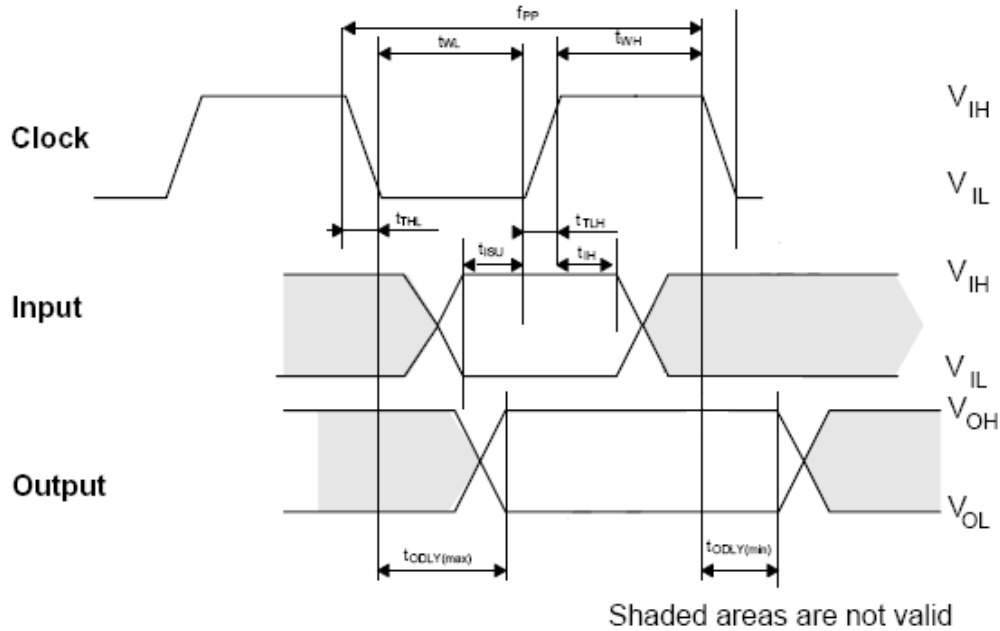 fPP
tWL
tWH
VIH
Clock
VIL
tTHL
tTLH
tISU
tIH
VIH
Input
VIL
VOH
Output
VOL
tODLY(max)
tODLY(min)
Shaded areas are not valid